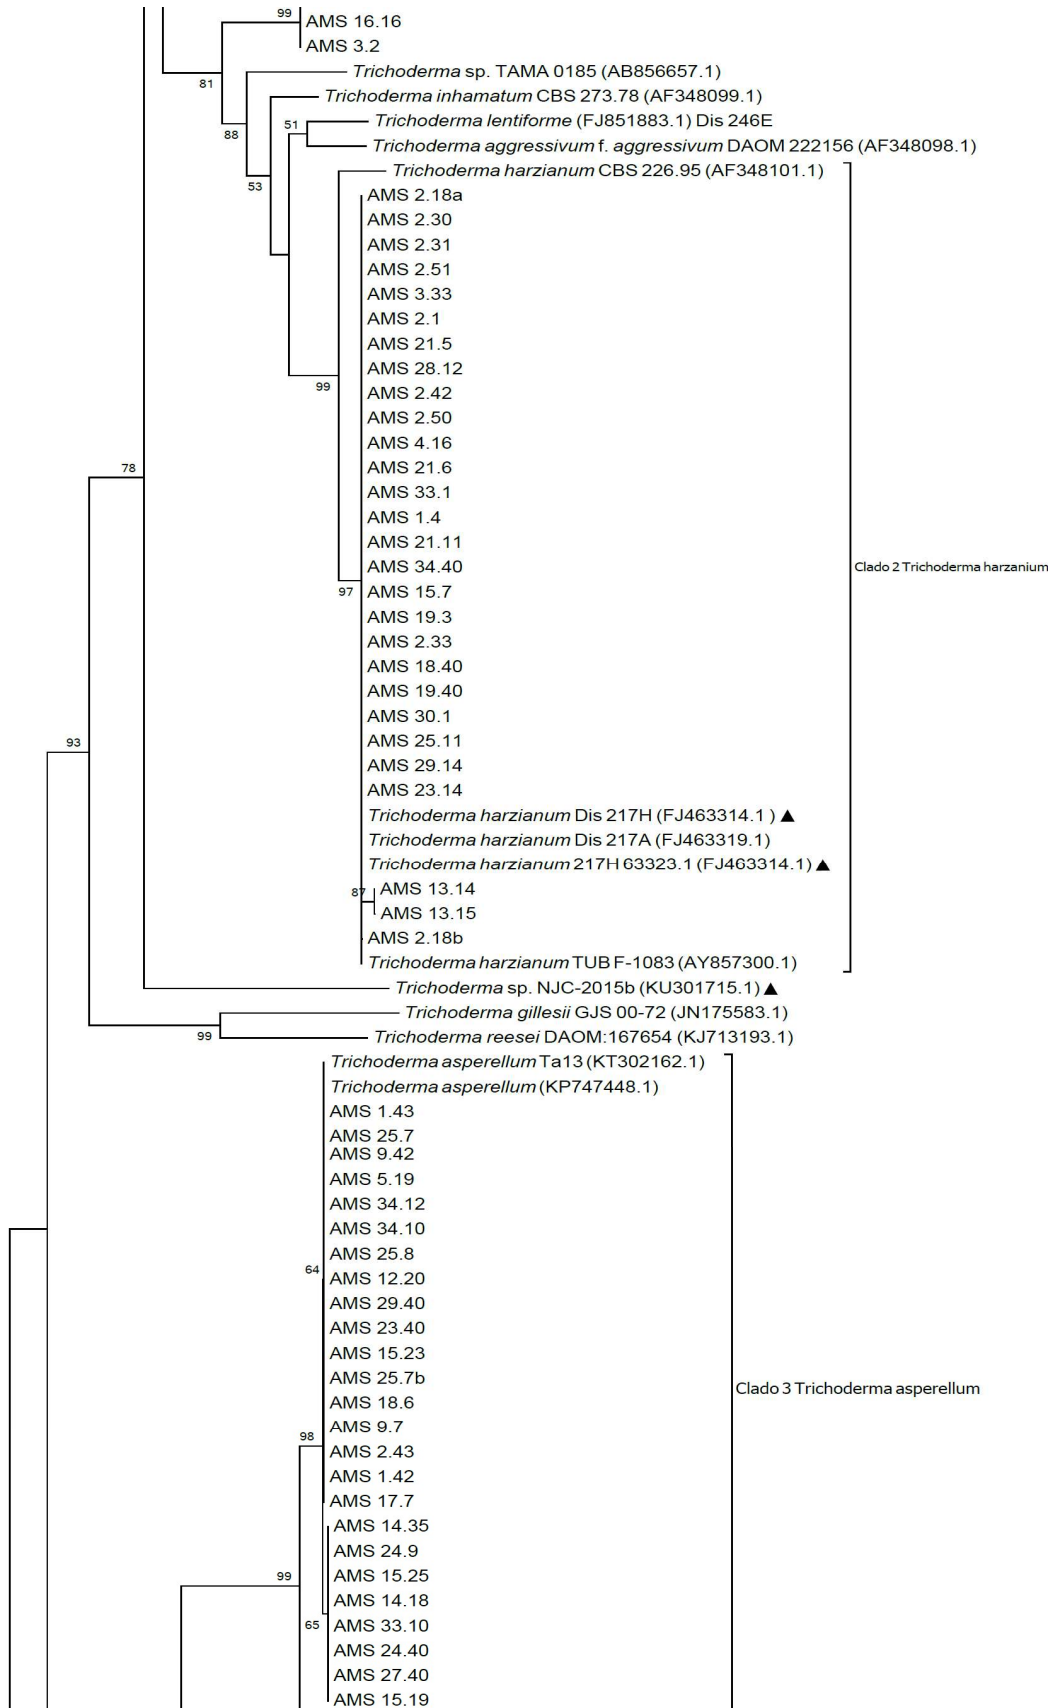 99
AMS 16.16
AMS 3.2
81
Trichoderma sp. TAMA 0185 (AB856657.1)
88
Trichoderma inhamatum CBS 273.78 (AF348099.1)
51
Trichoderma lentiforme (FJ851883.1) Dis 246E
Trichoderma aggressivum f. aggressivum DAOM 222156 (AF348098.1)
53
Trichoderma harzianum CBS 226.95 (AF348101.1)
AMS 2.18a
AMS 2.30
AMS 2.31
AMS 2.51
AMS 3.33
AMS 2.1
AMS 21.5
AMS 28.12
99
AMS 2.42
AMS 2.50
AMS 4.16
78
AMS 21.6
AMS 33.1
AMS 1.4
AMS 21.11
AMS 34.40
Clado 2 Trichoderma harzanium
97
AMS 15.7
AMS 19.3
AMS 2.33
AMS 18.40
AMS 19.40
AMS 30.1
93
AMS 25.11
AMS 29.14
AMS 23.14
Trichoderma harzianum Dis 217H (FJ463314.1 ) ▲
Trichoderma harzianum Dis 217A (FJ463319.1)
Trichoderma harzianum 217H 63323.1 (FJ463314.1) ▲
87
AMS 13.14
AMS 13.15
AMS 2.18b
Trichoderma harzianum TUB F-1083 (AY857300.1)
Trichoderma sp. NJC-2015b (KU301715.1) ▲
Trichoderma gillesii GJS 00-72 (JN175583.1)
99
Trichoderma reesei DAOM:167654 (KJ713193.1)
Trichoderma asperellum Ta13 (KT302162.1)
Trichoderma asperellum (KP747448.1)
AMS 1.43
AMS 25.7
AMS 9.42
AMS 5.19
AMS 34.12
AMS 34.10
AMS 25.8
64
AMS 12.20
AMS 29.40
AMS 23.40
AMS 15.23
AMS 25.7b
Clado 3 Trichoderma asperellum
AMS 18.6
AMS 9.7
98
AMS 2.43
AMS 1.42
AMS 17.7
AMS 14.35
AMS 24.9
99
AMS 15.25
AMS 14.18
65
AMS 33.10
AMS 24.40
AMS 27.40
AMS 15.19